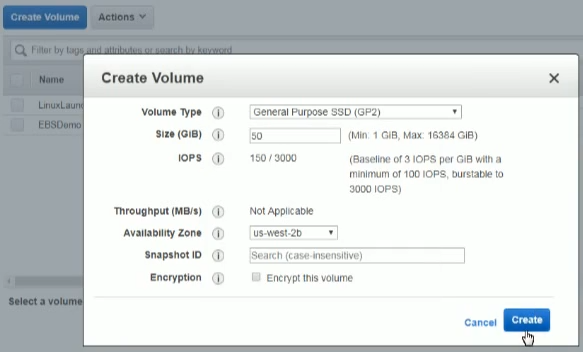 Create Volume Actions
Filter by tags and attributes or search by keyword
Name
LinuxLaun
EBSDemo
Select a volume
Create Volume
Volume Type General Purpose SSD (GP2)
Size (GiB) 50 (Min: 1 GiB, Max: 16384 GiB)
IOPS 150 / 3000 (Baseline of 3 IOPS per GiB with a
minimum of 100 IOPS, burstable to
3000 IOPS)
Throughput (MB/s) Not Applicable
Availability Zone us-west-2b
Snapshot ID Search (case-insensitive)
Encryption Encrypt this volume
Cancel Create